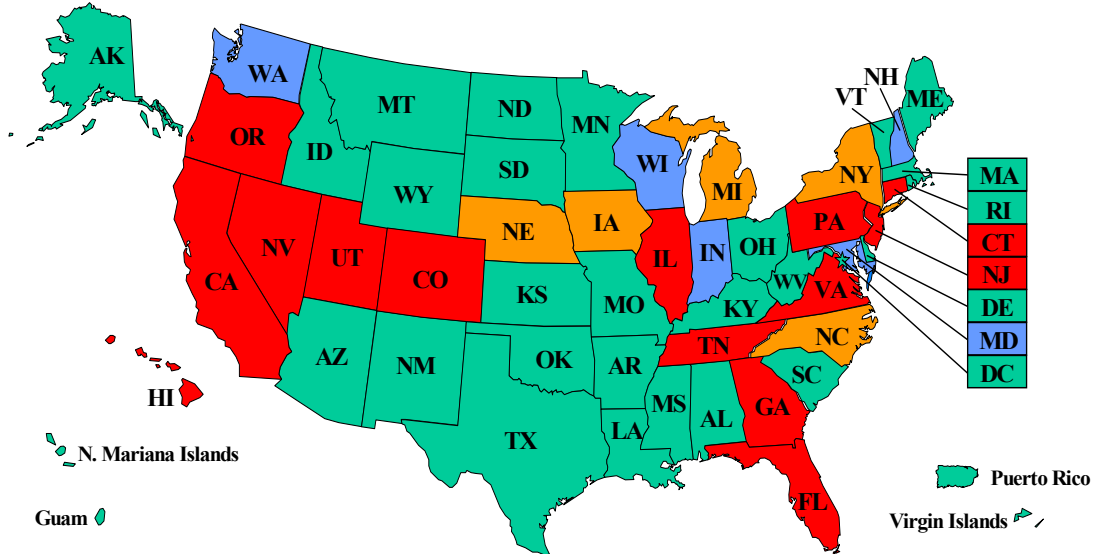 AK
WA
MT
ND
MN
VT
NH
ME
OR
ID
WY
SD
WI
MI
NY
MA
RI
CT
NJ
DE
MD
DC
NV
UT
CO
CA
NE
IA
IL
IN
OH
PA
WV
VA
KS
MO
KY
AZ
NM
OK
AR
TN
NC
SC
MS
AL
GA
TX
LA
FL
HI
N. Mariana Islands
Guam
Puerto Rico
Virgin Islands